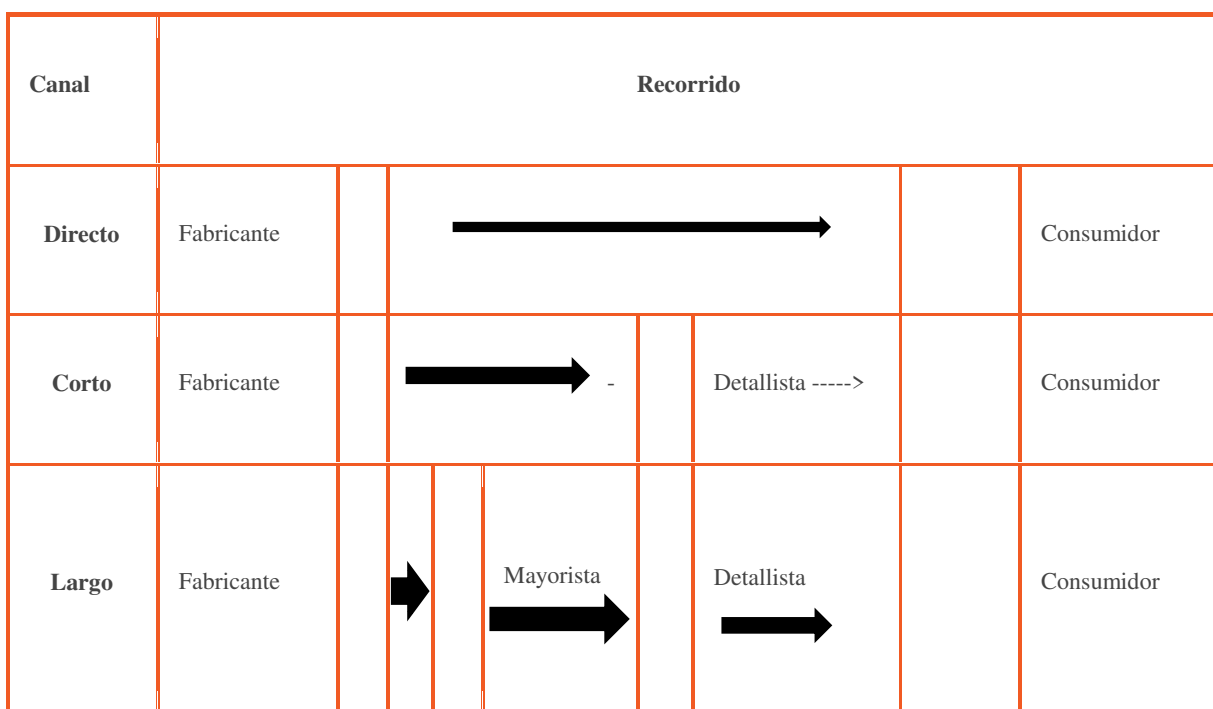 Canal Recorrido
Directo Fabricante Consumidor
Corto Fabricante - Detallista -----> Consumidor
Largo Fabricante Mayorista Detallista Consumidor